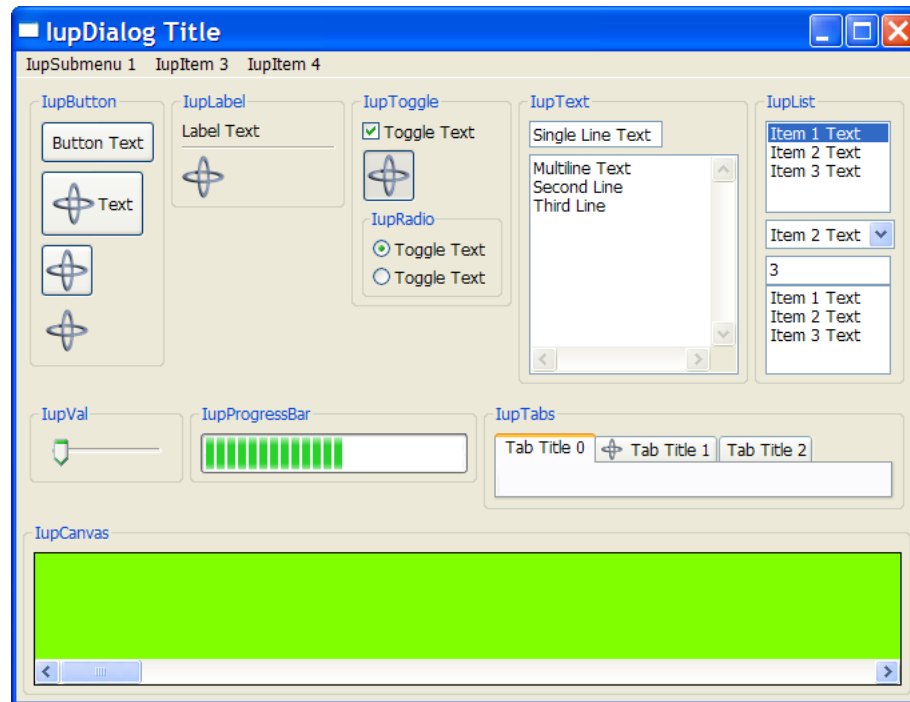 IupDialog Title
IupSubmenu 1 IupItem 3 IupItem 4
IupButton
Button Text
Text
IupLabel
Label Text
IupToggle
Toggle Text
IupRadio
Toggle Text
Toggle Text
IupText
Single Line Text
Multiline Text
Second Line
Third Line
IupList
Item 1 Text
Item 2 Text
Item 3 Text
Item 2 Text
3
Item 1 Text
Item 2 Text
Item 3 Text
IupVal
IupProgressBar
IupTabs
Tab Title 0 Tab Title 1 Tab Title 2
IupCanvas